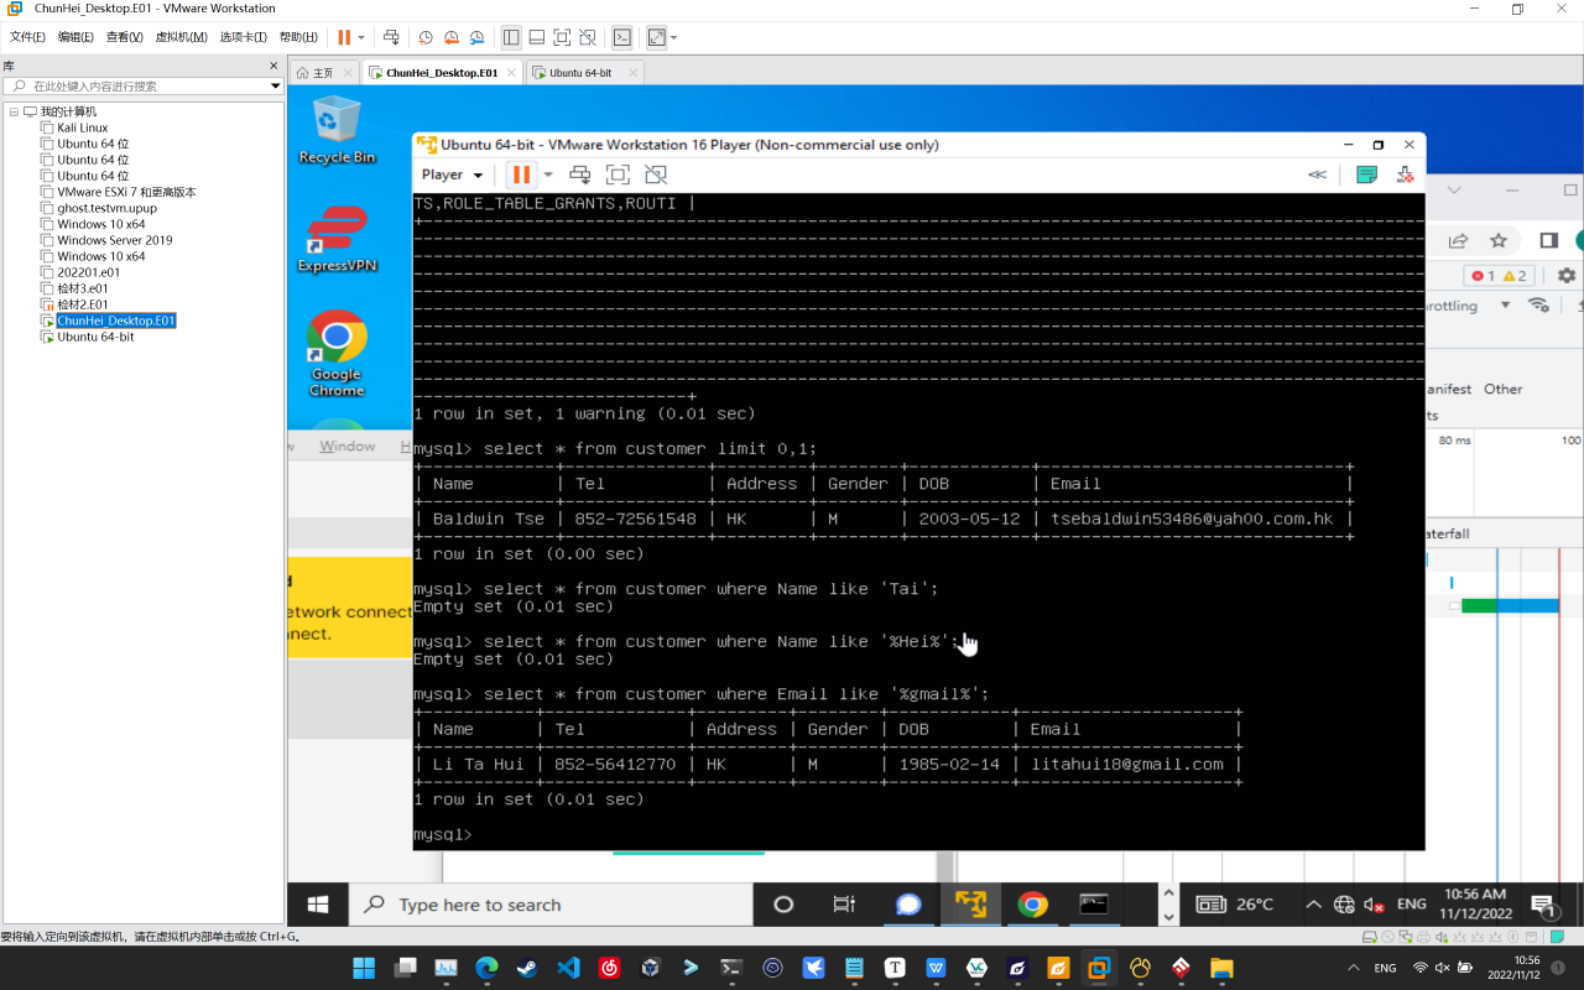 ChunHei_Desktop.E01 - VMware Workstation
文件(F) 编辑(E) 查看(V) 虚拟机(M) 选项卡(T) 帮助(H)
库
在此处键入内容进行搜索
主页
ChunHei_Desktop.E01
Ubuntu 64-bit
我的计算机
Kali Linux
Ubuntu 64 位
Ubuntu 64 位
Ubuntu 64 位
VMware ESXi 7 和更高版本
ghost.testvm.upup
Windows 10 x64
Windows Server 2019
Windows 10 x64
202201.e01
检材3.e01
检材2.E01
ChunHei_Desktop.E01
Ubuntu 64-bit
Recycle Bin
ExpressVPN
Google
Chrome
Window H
d
etwork connect
nnect.
Ubuntu 64-bit - VMware Workstation 16 Player (Non-commercial use only)
Player
TS,ROLE_TABLE_GRANTS,ROUTI |
1 row in set, 1 warning (0.01 sec)
mysql> select * from customer limit 0,1;
| Name | Tel | Address | Gender | DOB | Email |
| Baldwin Tse | 852-72561548 | HK | M | 2003-05-12 | tsebaldwin53486@yah00.com.hk |
1 row in set (0.00 sec)
mysql> select * from customer where Name like 'Tai';
Empty set (0.01 sec)
mysql> select * from customer where Name like '%Hei%';
Empty set (0.01 sec)
mysql> select * from customer where Email like '%gmail%';
| Name | Tel | Address | Gender | DOB | Email |
| Li Ta Hui | 852-56412770 | HK | M | 1985-02-14 | litahui18@gmail.com |
1 row in set (0.01 sec)
mysql>
1 2
rottling
anifest Other
ts
80 ms 100
aterfall
Type here to search
26°C
ENG
10:56 AM
11/12/2022
1
要将输入定向到该虚拟机，请在虚拟机内部单击或按 Ctrl+G。
ENG
10:56
2022/11/12